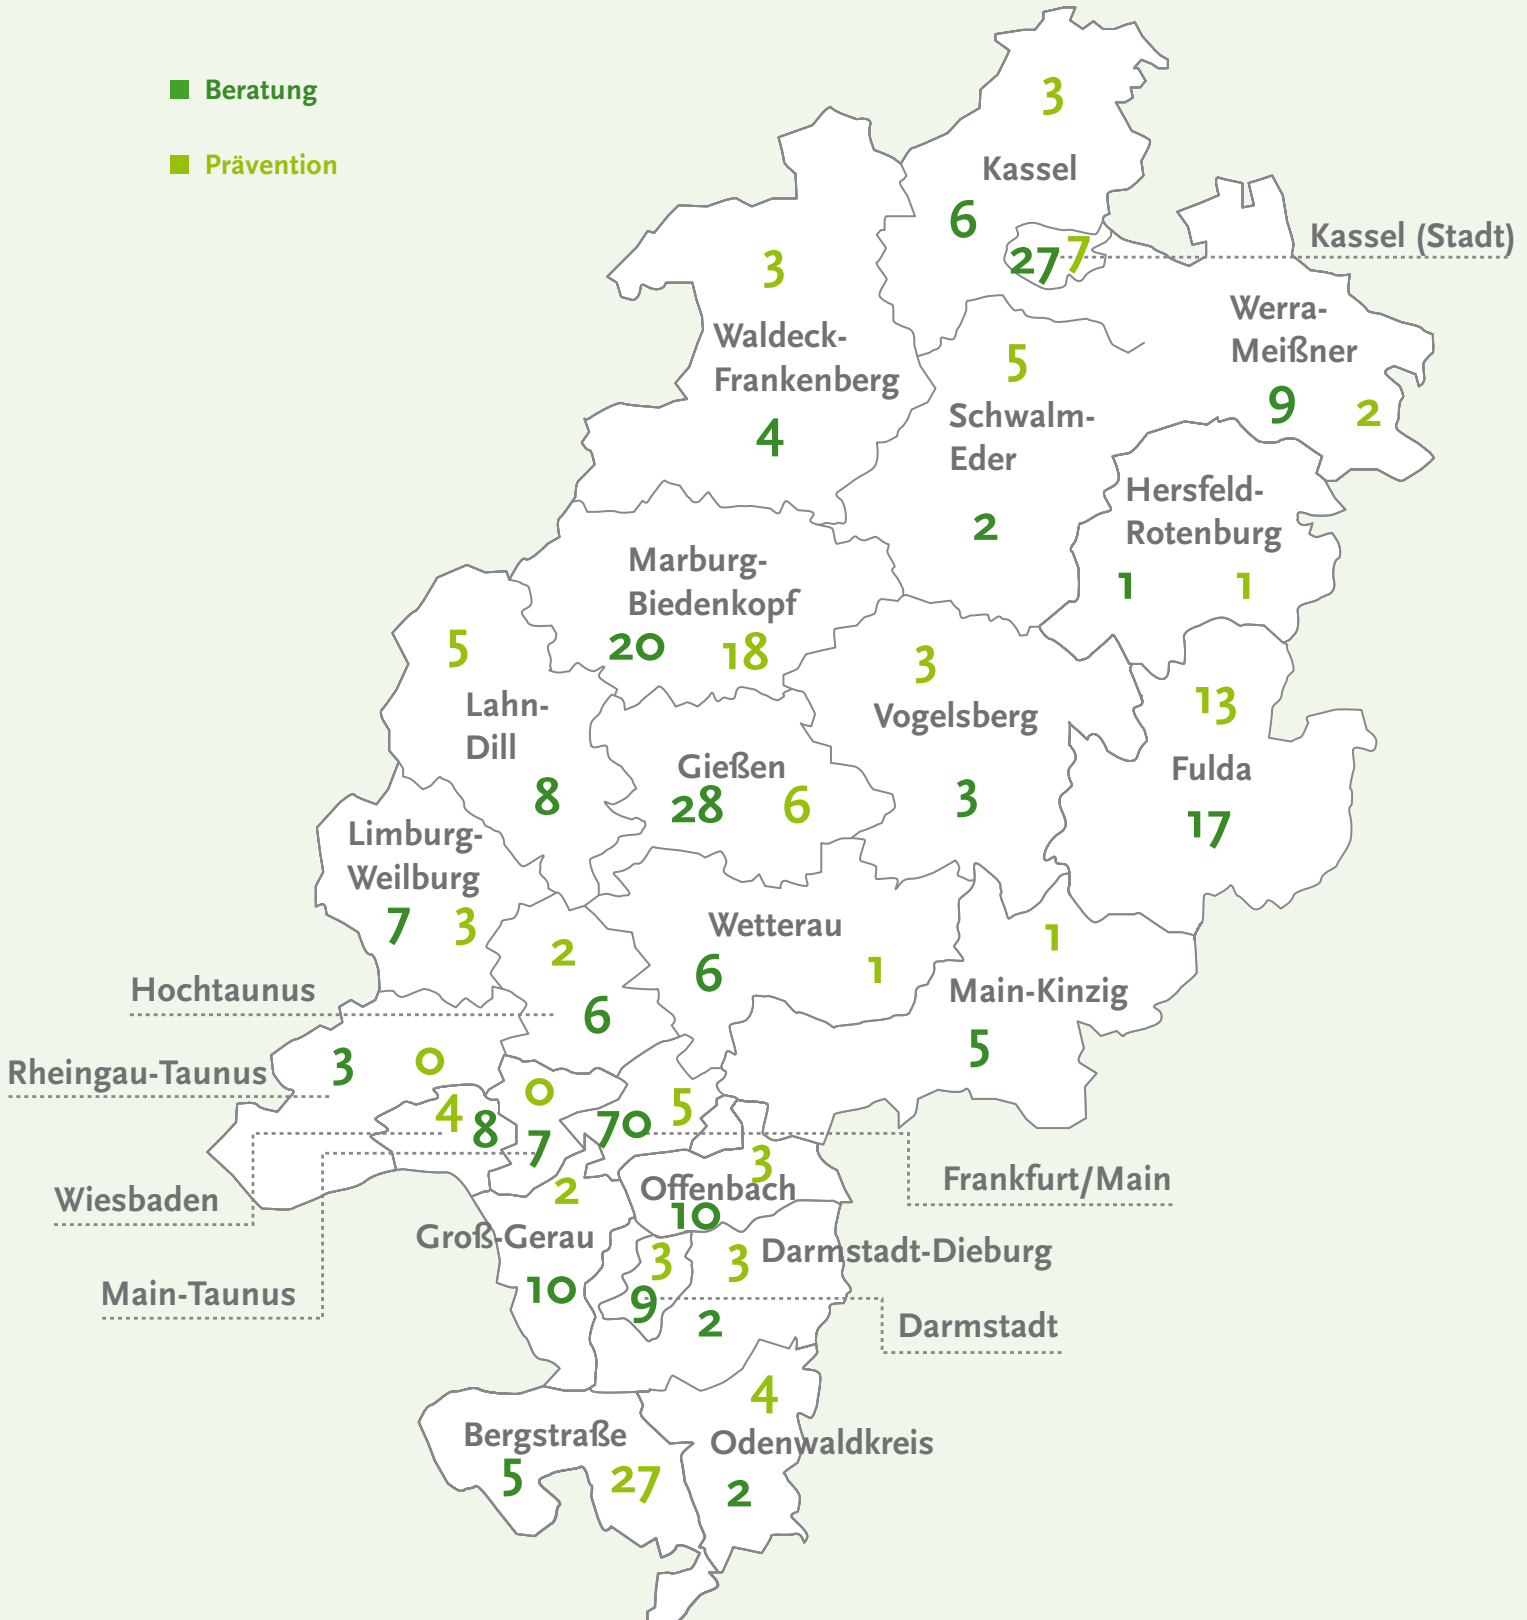 Beratung
Prävention
3
Kassel
6
27 7
Kassel (Stadt)
3
Waldeck-
Frankenberg
4
Werra-
Meißner
9 2
5
Schwalm-
Eder
2
Hersfeld-
Rotenburg
1 1
Marburg-
Biedenkopf
20 18
5
Lahn-
Dill
8
3
Vogelsberg
3
13
Fulda
17
Gießen
28 6
Limburg-
Weilburg
7 3
Wetterau
6 1
1
Main-Kinzig
5
Hochtaunus
2
6
Rheingau-Taunus
3 0
4 8
0
7
70 5
Wiesbaden
Main-Taunus
Frankfurt/Main
3
Offenbach
10
2
Groß-Gerau
10
3
9
3 Darmstadt-Dieburg
2
Darmstadt
4
Odenwaldkreis
2
Bergstraße
5 27